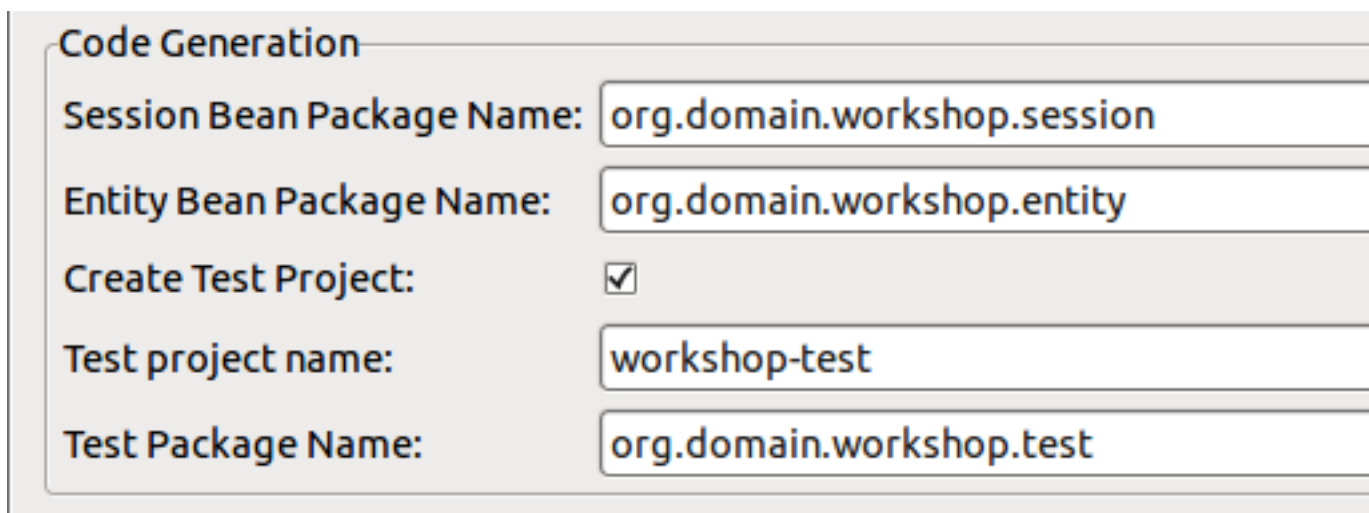 Code Generation
Session Bean Package Name: org.domain.workshop.session
Entity Bean Package Name: org.domain.workshop.entity
Create Test Project:
Test project name: workshop-test
Test Package Name: org.domain.workshop.test